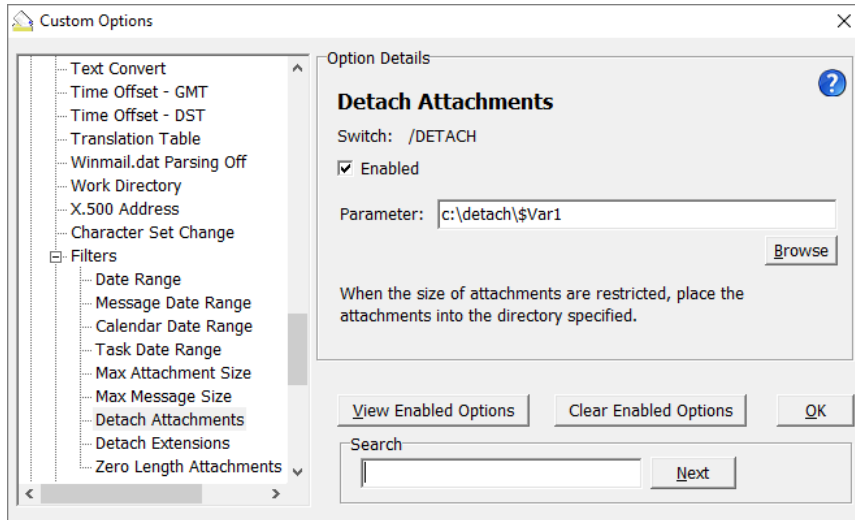 Custom Options
Text Convert
Time Offset - GMT
Time Offset - DST
Translation Table
Winmail.dat Parsing Off
Work Directory
X.500 Address
Character Set Change
Filters
Date Range
Message Date Range
Calendar Date Range
Task Date Range
Max Attachment Size
Max Message Size
Detach Attachments
Detach Extensions
Zero Length Attachments
Option Details
?
Detach Attachments
Switch: /DETACH
Enabled
Parameter: c:\detach\$Var1
Browse
When the size of attachments are restricted, place the
attachments into the directory specified.
View Enabled Options Clear Enabled Options OK
Search
Next